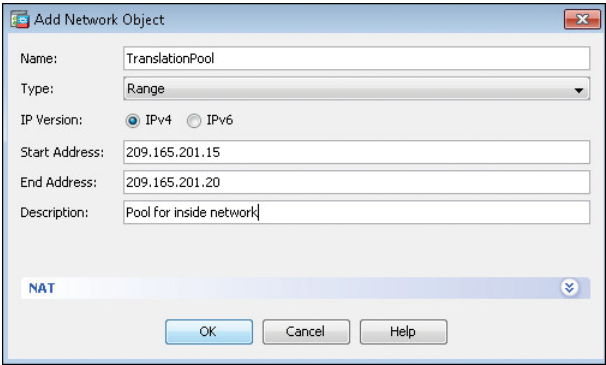 Add Network Object
Name: TranslationPool
Type: Range
IP Version: IPv4 IPv6
Start Address: 209.165.201.15
End Address: 209.165.201.20
Description: Pool for inside network
NAT
OK Cancel Help